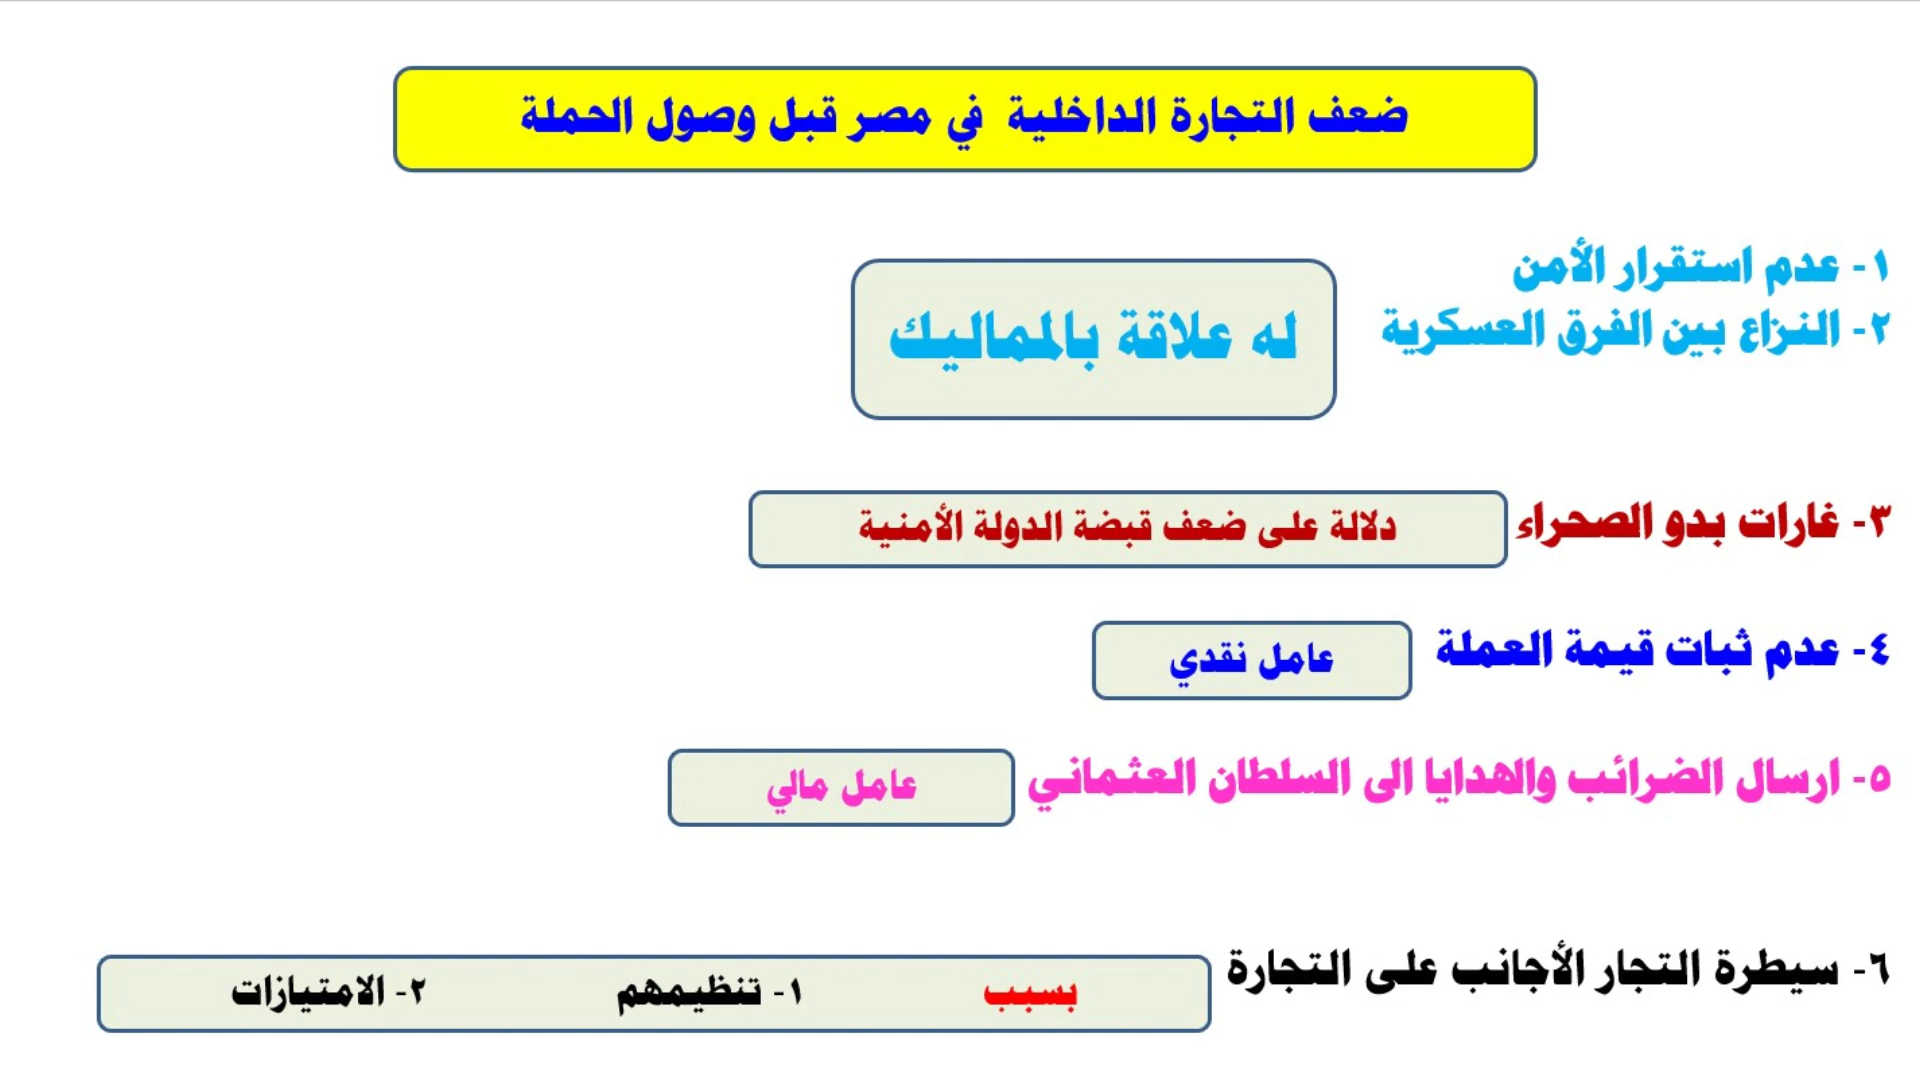 ضعف التجارة الداخلية في مصر قبل وصول الحملة
١- عدم استقرار الأمن
٢- النزاع بين الفرق العسكرية
له علاقة بالمماليك
٣- غارات بدو الصحراء
دلالة على ضعف قبضة الدولة الأمنية
٤- عدم ثبات قيمة العملة
عامل نقدي
٥- ارسال الضرائب والهدايا الى السلطان العثماني
عامل مالي
٦- سيطرة التجار الأجانب على التجارة
بسبب ١- تنظيمهم ٢- الامتيازات